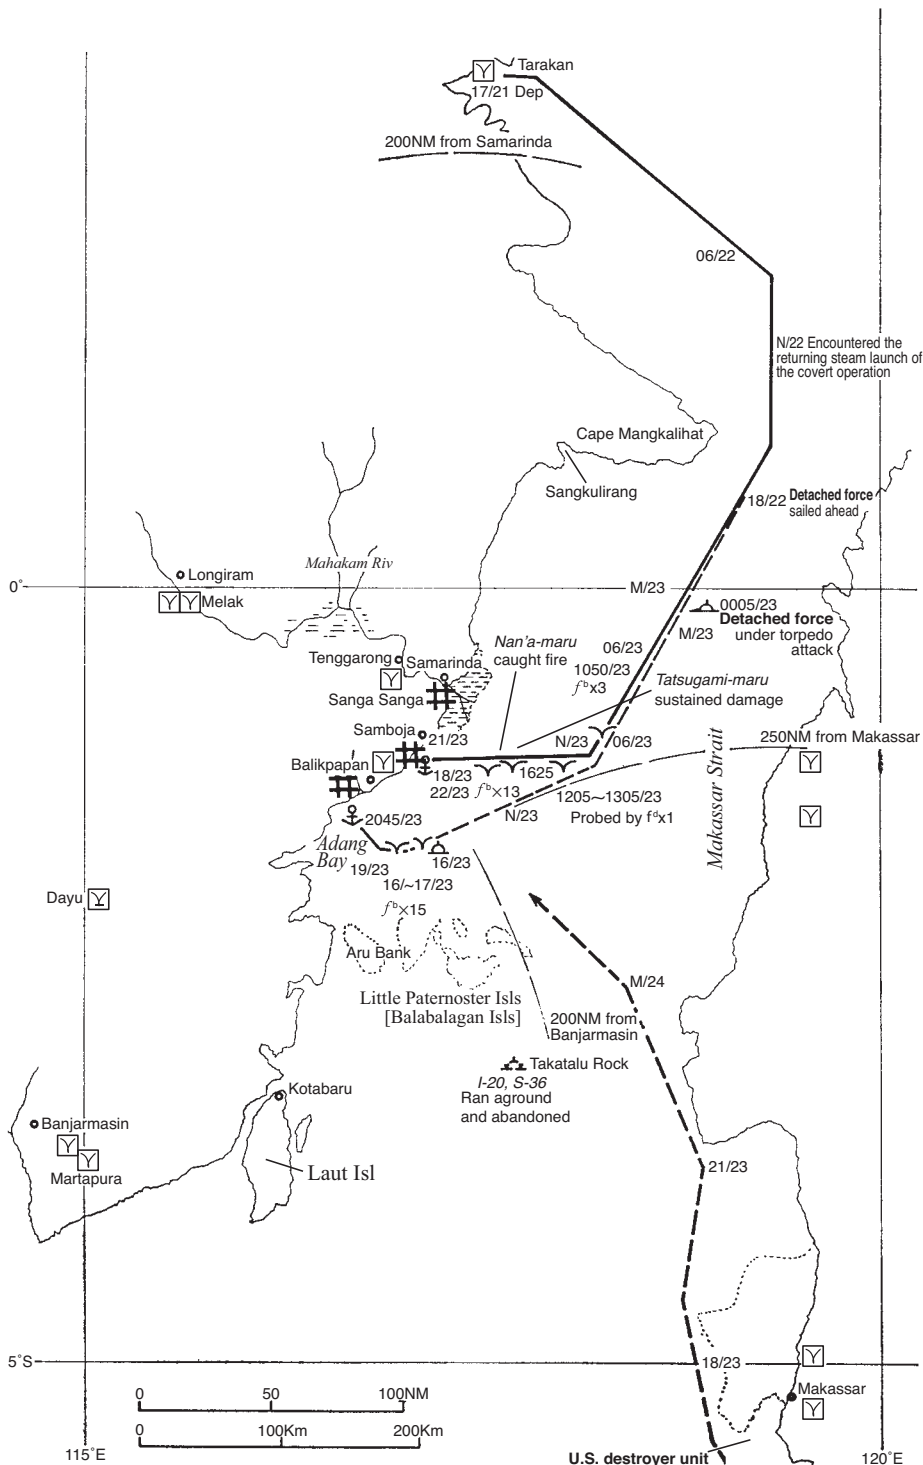 Tarakan
17/21 Dep
200NM from Samarinda
06/22
N/22 Encountered the
returning steam launch of
the covert operation
Cape Mangkalihat
Sangkulirang
18/22
Detached force
sailed ahead
Mahakam Riv
Longiram
0°
M/23
Melak
0005/23
Detached force
under torpedo
attack
M/23
Nan'a-maru
caught fire
06/23
1050/23
fᵇx3
Tenggarong
Samarinda
Sanga Sanga
Tatsugami-maru
sustained damage
Samboja
21/23
N/23
06/23
250NM from Makassar
Balikpapan
18/23
22/23
1625
fᵇ×13
1205~1305/23
Probed by fᵈx1
N/23
Makassar Strait
2045/23
Adang
Bay
19/23
16/23
16/~17/23
fᵇ×15
Dayu
Aru Bank
M/24
Little Paternoster Isls
[Balabalagan Isls]
200NM from
Banjarmasin
Takatalu Rock
I-20, S-36
Ran aground
and abandoned
Kotabaru
Banjarmasin
Martapura
Laut Isl
21/23
5°S
18/23
0 50 100NM
Makassar
0 100Km 200Km
115°E
U.S. destroyer unit
120°E